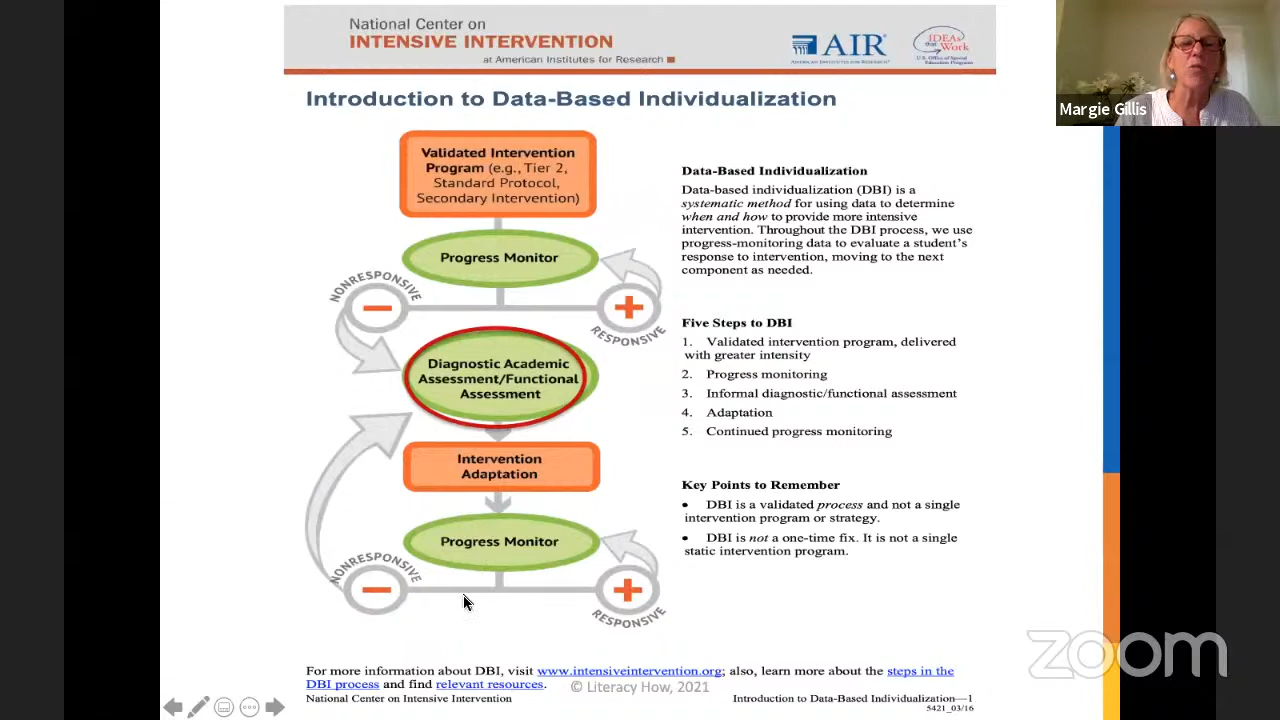 National Center on
INTENSIVE INTERVENTION
at American Institutes for Research
AIR
AMERICAN INSTITUTES FOR RESEARCH
IDEAs that Work
U.S. Office of Special Education Programs
Margie Gillis
Introduction to Data-Based Individualization
Validated Intervention
Program (e.g., Tier 2,
Standard Protocol,
Secondary Intervention)
Progress Monitor
NONRESPONSIVE
−
+
RESPONSIVE
Diagnostic Academic
Assessment/Functional
Assessment
Intervention
Adaptation
Progress Monitor
NONRESPONSIVE
−
+
RESPONSIVE
Data-Based Individualization
Data-based individualization (DBI) is a
systematic method for using data to determine
when and how to provide more intensive
intervention. Throughout the DBI process, we use
progress-monitoring data to evaluate a student's
response to intervention, moving to the next
component as needed.
Five Steps to DBI
1. Validated intervention program, delivered
with greater intensity
2. Progress monitoring
3. Informal diagnostic/functional assessment
4. Adaptation
5. Continued progress monitoring
Key Points to Remember
• DBI is a validated process and not a single
intervention program or strategy.
• DBI is not a one-time fix. It is not a single
static intervention program.
zoom
For more information about DBI, visit www.intensiveintervention.org; also, learn more about the steps in the
DBI process and find relevant resources.
© Literacy How, 2021
National Center on Intensive Intervention
Introduction to Data-Based Individualization—1
5421_03/16